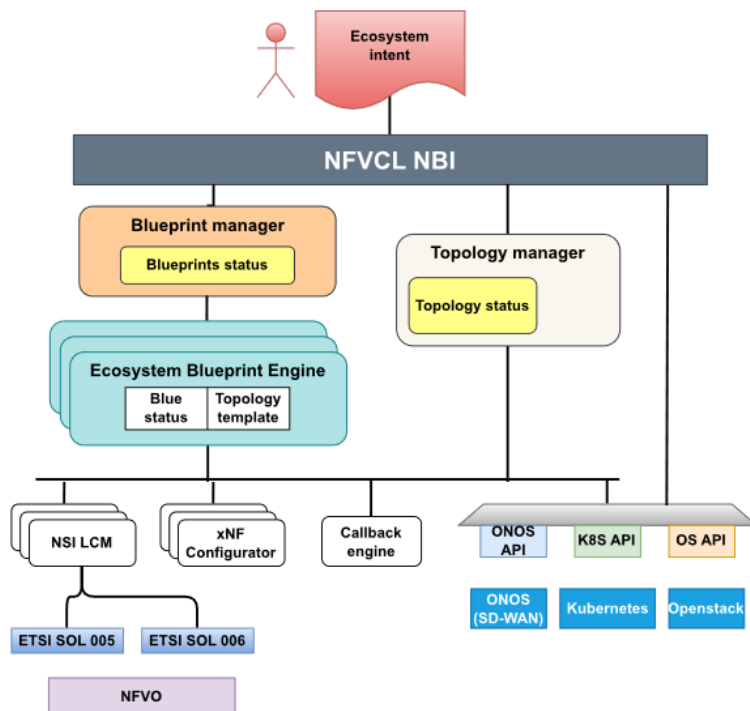 Ecosystem
intent
NFVCL NBI
Blueprint manager
Blueprints status
Topology manager
Topology status
Ecosystem Blueprint Engine
Blue
status
Topology
template
NSI LCM
xNF
Configurator
Callback
engine
ONOS
API
K8S API
OS API
ONOS
(SD-WAN)
Kubernetes
Openstack
ETSI SOL 005
ETSI SOL 006
NFVO